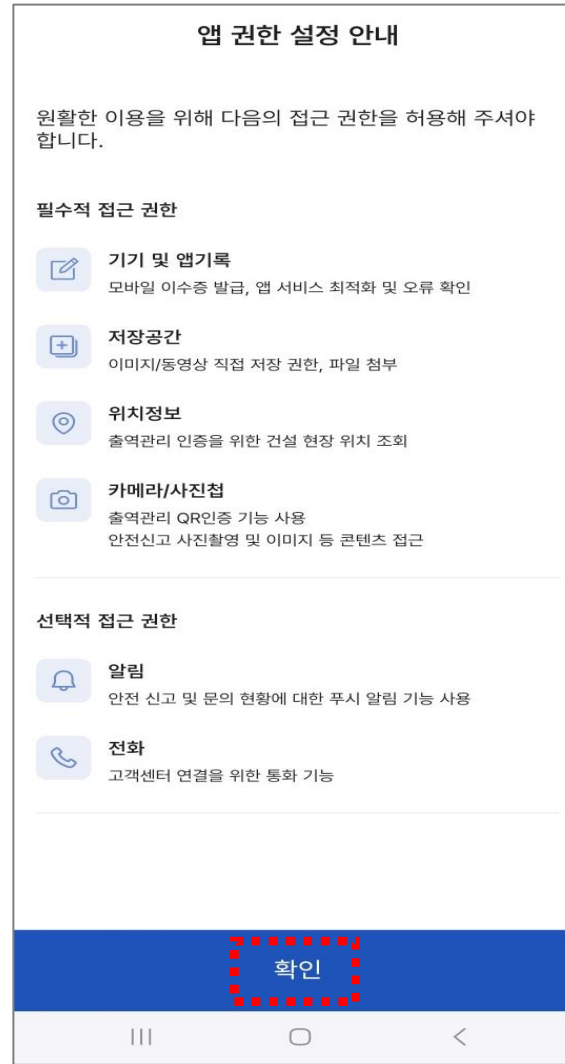 앱 권한 설정 안내
원활한 이용을 위해 다음의 접근 권한을 허용해 주셔야
합니다.
필수적 접근 권한
기기 및 앱기록
모바일 이수증 발급, 앱 서비스 최적화 및 오류 확인
저장공간
이미지/동영상 직접 저장 권한, 파일 첨부
위치정보
출역관리 인증을 위한 건설 현장 위치 조회
카메라/사진첩
출역관리 QR인증 기능 사용
안전신고 사진촬영 및 이미지 등 콘텐츠 접근
선택적 접근 권한
알림
안전 신고 및 문의 현황에 대한 푸시 알림 기능 사용
전화
고객센터 연결을 위한 통화 기능
확인